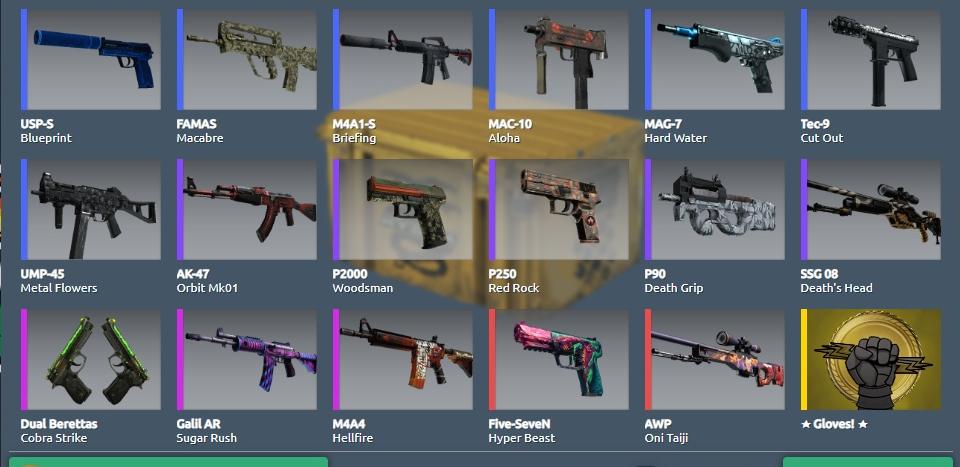 USP-S
Blueprint
FAMAS
Macabre
M4A1-S
Briefing
MAC-10
Aloha
MAG-7
Hard Water
Tec-9
Cut Out
UMP-45
Metal Flowers
AK-47
Orbit Mk01
P2000
Woodsman
P250
Red Rock
P90
Death Grip
SSG 08
Death's Head
Dual Berettas
Cobra Strike
Galil AR
Sugar Rush
M4A4
Hellfire
Five-SeveN
Hyper Beast
AWP
Oni Taiji
★ Gloves! ★